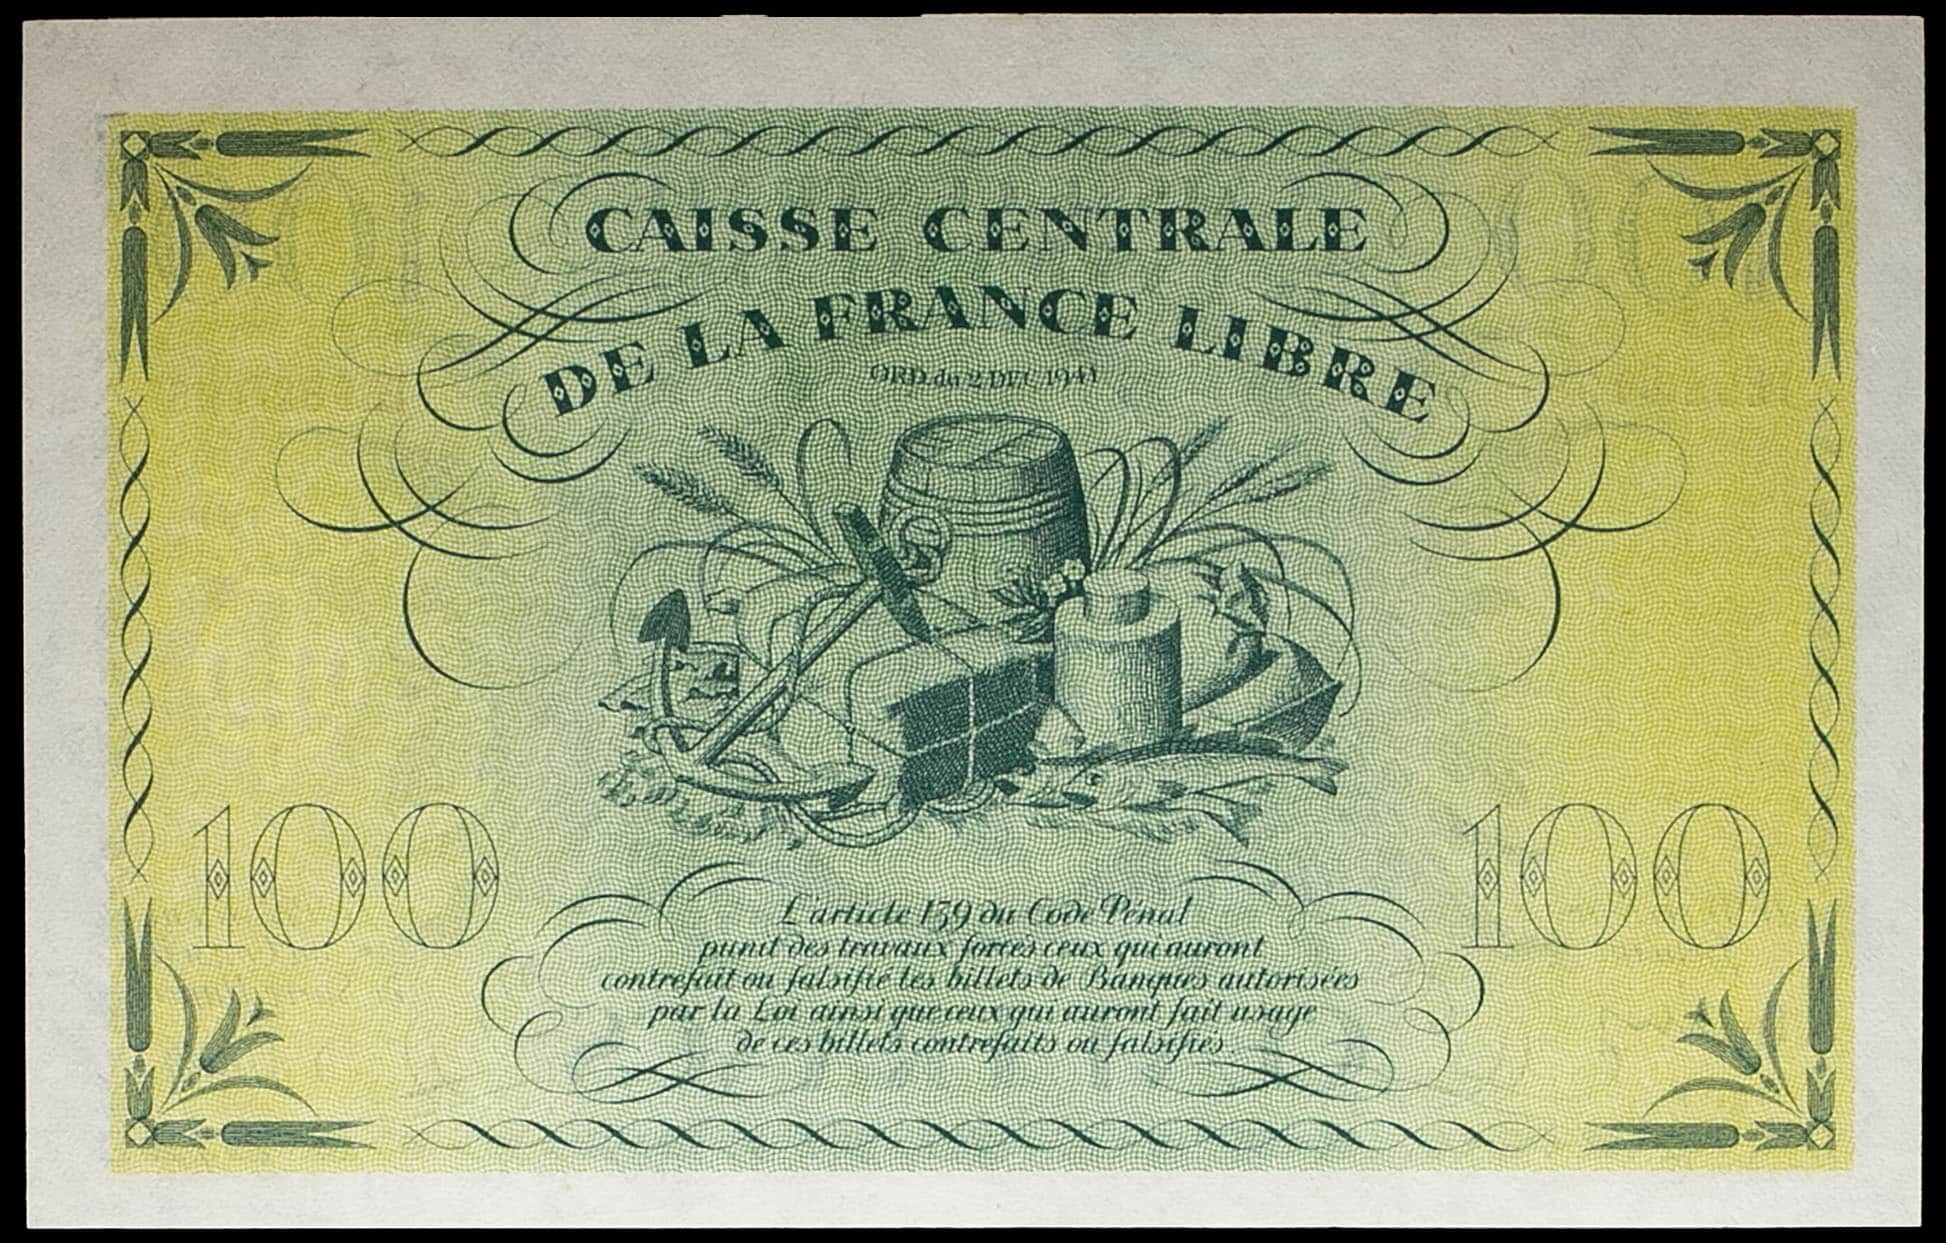 CAISSE CENTRALE
DE LA FRANCE LIBRE
ORD. du 2 DEC 1941
100
100
L'article 139 du Code Pénal
punit des travaux forcés ceux qui auront
contrefait ou falsifié les billets de Banques autorisées
par la Loi ainsi que ceux qui auront fait usage
de ces billets contrefaits ou falsifiés.